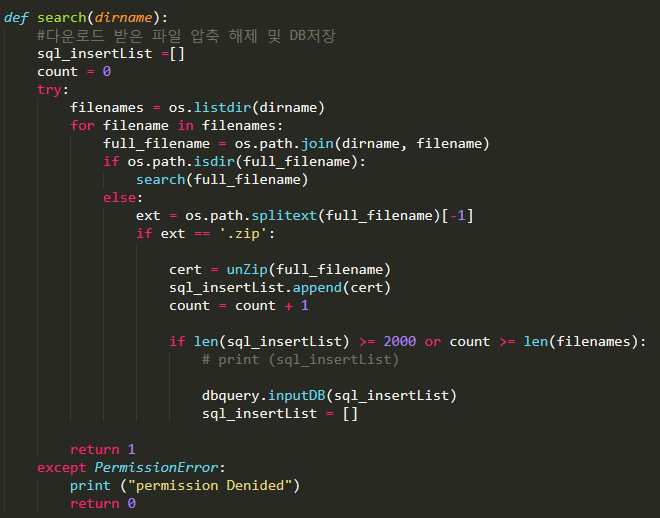 def search(dirname):
#다운로드 받은 파일 압축 해제 및 DB저장
sql_insertList =[]
count = 0
try:
filenames = os.listdir(dirname)
for filename in filenames:
full_filename = os.path.join(dirname, filename)
if os.path.isdir(full_filename):
search(full_filename)
else:
ext = os.path.splitext(full_filename)[-1]
if ext == '.zip':
cert = unZip(full_filename)
sql_insertList.append(cert)
count = count + 1
if len(sql_insertList) >= 2000 or count >= len(filenames):
# print (sql_insertList)
dbquery.inputDB(sql_insertList)
sql_insertList = []
return 1
except PermissionError:
print ("permission Denided")
return 0